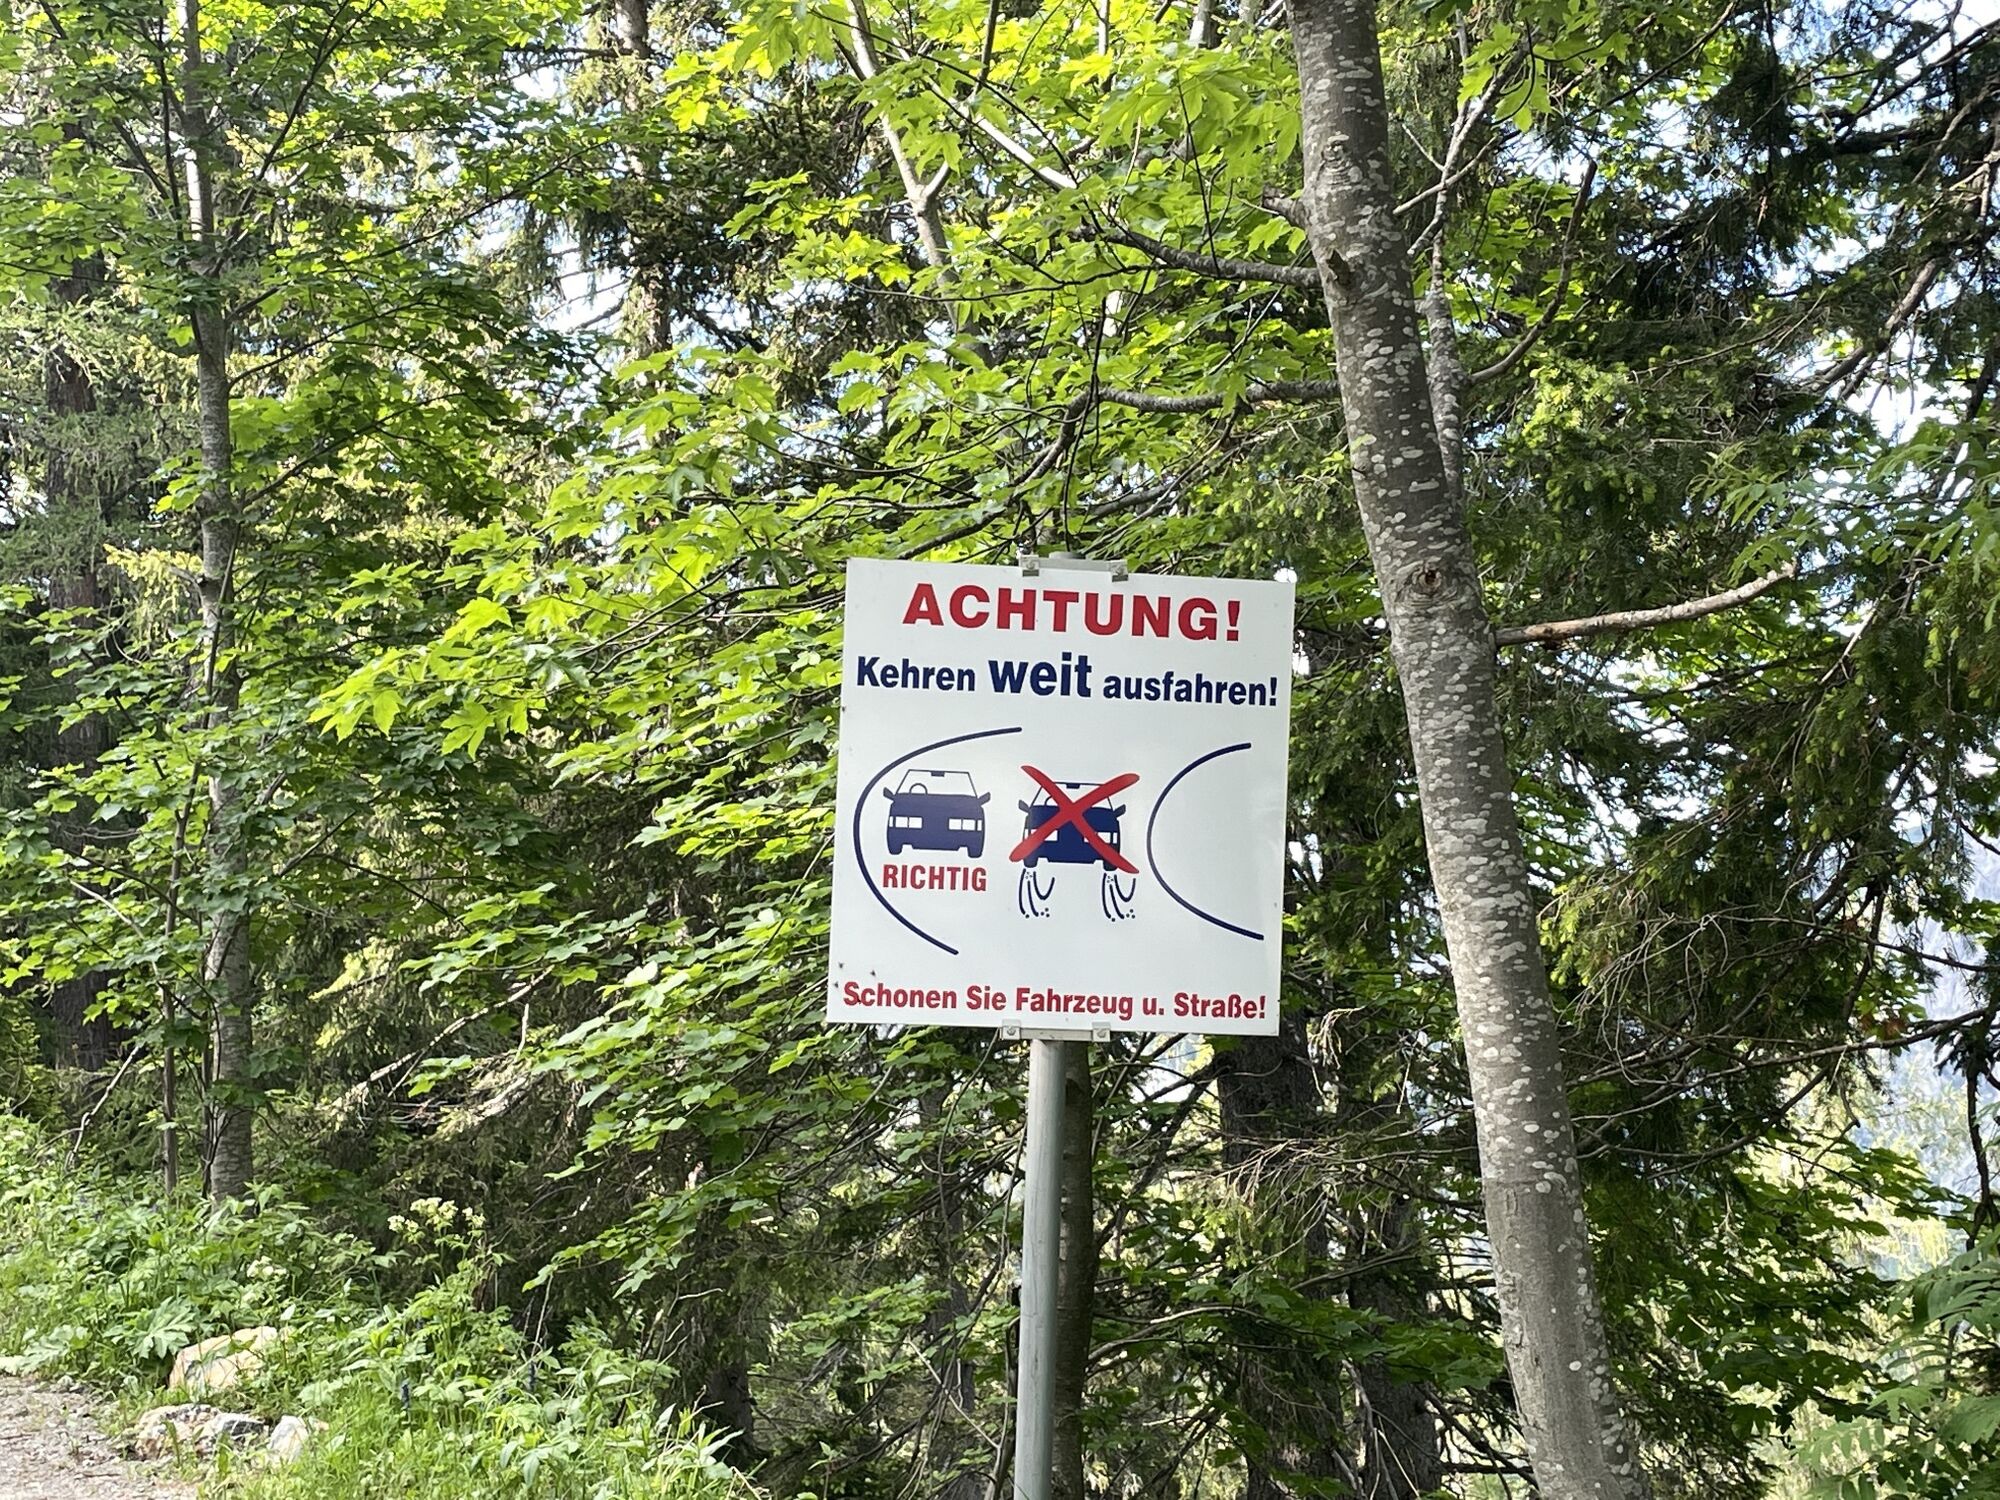 ACHTUNG!
Kehren weit ausfahren!
RICHTIG
Schonen Sie Fahrzeug u. Straße!